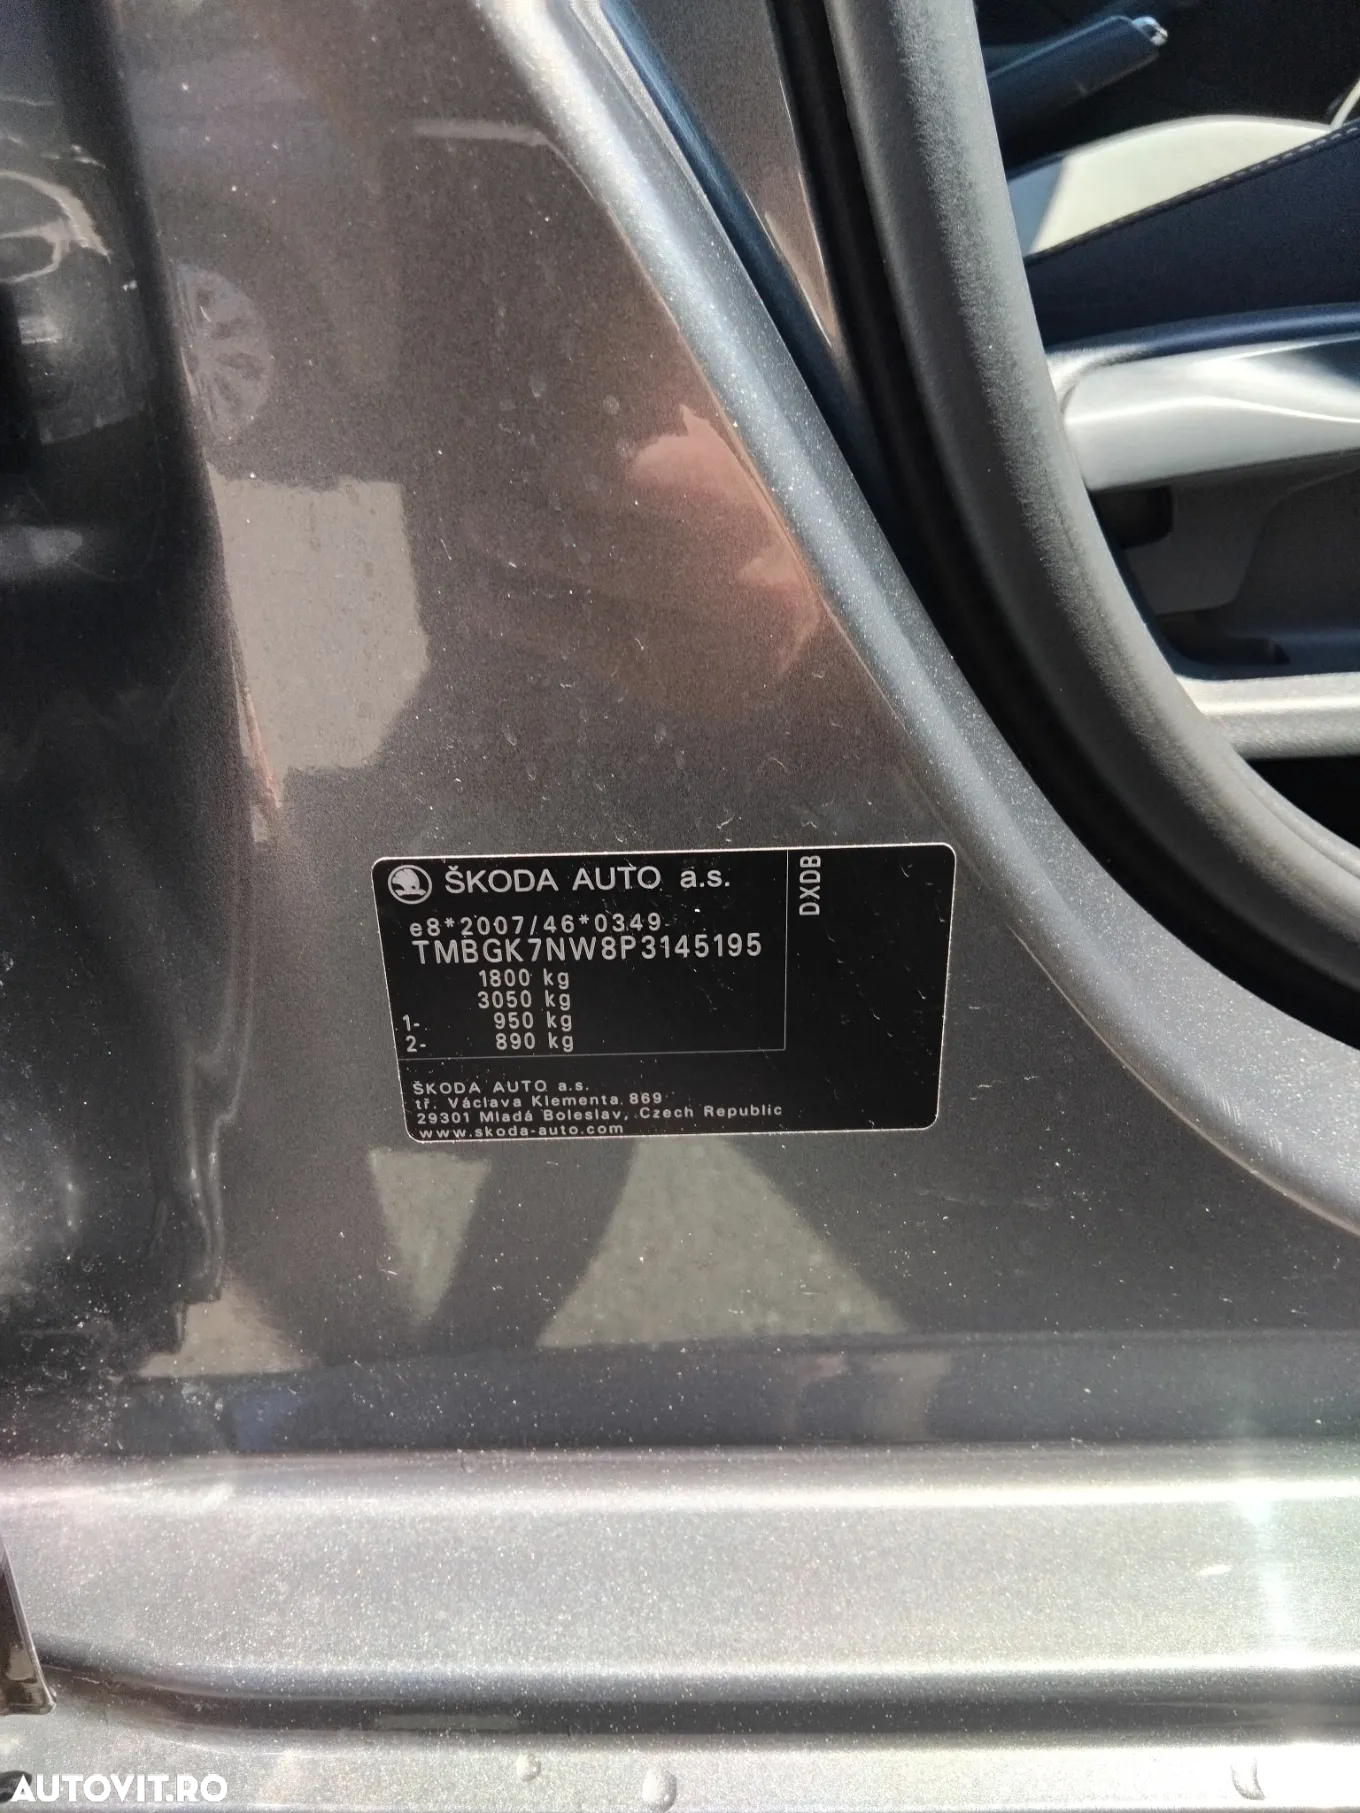 ŠKODA AUTO a.s.
DXDB
e8*2007/46*0349
TMBGK7NW8P3145195
1800 kg
3050 kg
1- 950 kg
2- 890 kg
ŠKODA AUTO a.s.
tř. Václava Klementa 869
29301 Mladá Boleslav, Czech Republic
www.skoda-auto.com
AUTOVIT.RO